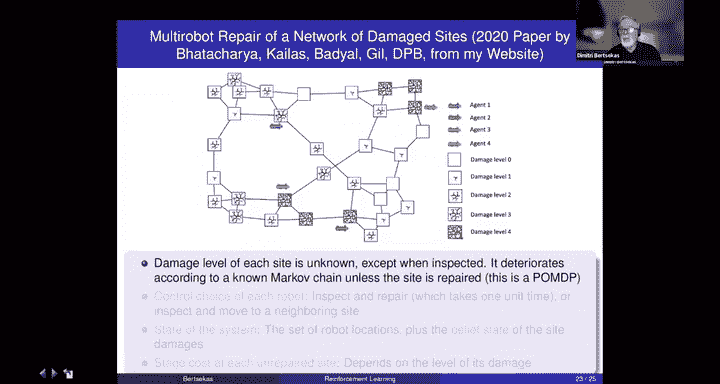 Dimitri Bertsekas
Multirobot Repair of a Network of Damaged Sites (2020 Paper by
Bhatacharya, Kailas, Badyal, Gil, DPB, from my Website)
Agent 1
Agent 2
Agent 3
Agent 4
Damage level 0
Damage level 1
Damage level 2
Damage level 3
Damage level 4
Damage level of each site is unknown, except when inspected. It deteriorates
according to a known Markov chain unless the site is repaired (this is a POMDP)
Control choice of each robot: Inspect and repair (which takes one unit time), or
inspect and move to a neighboring site
State of the system: The set of robot locations, plus the belief state of the site
damages
Stage cost at each unrepaired site: Depends on the level of its damage
Bertsekas Reinforcement Learning 23 / 25